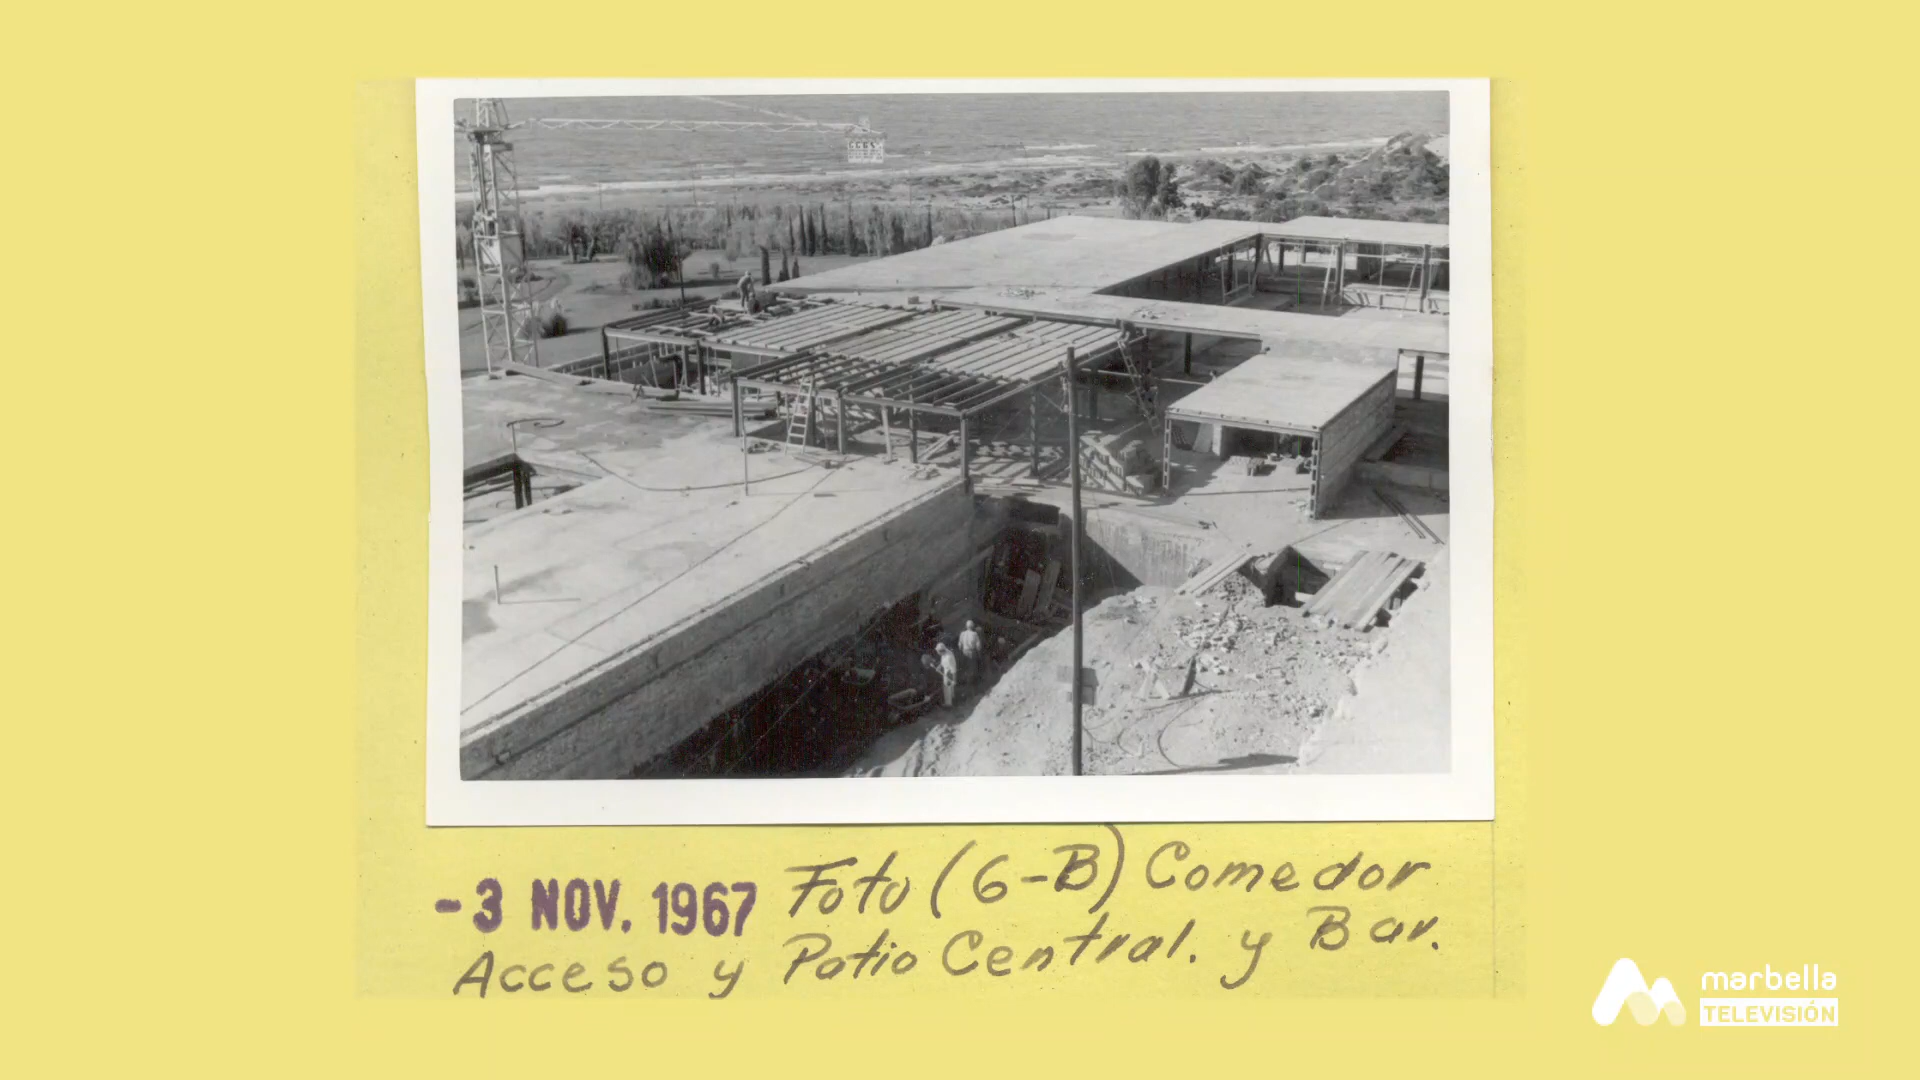 -3 NOV. 1967 Foto (6-B) Comedor
Acceso y Patio Central. y Bar.
marbella
TELEVISIÓN